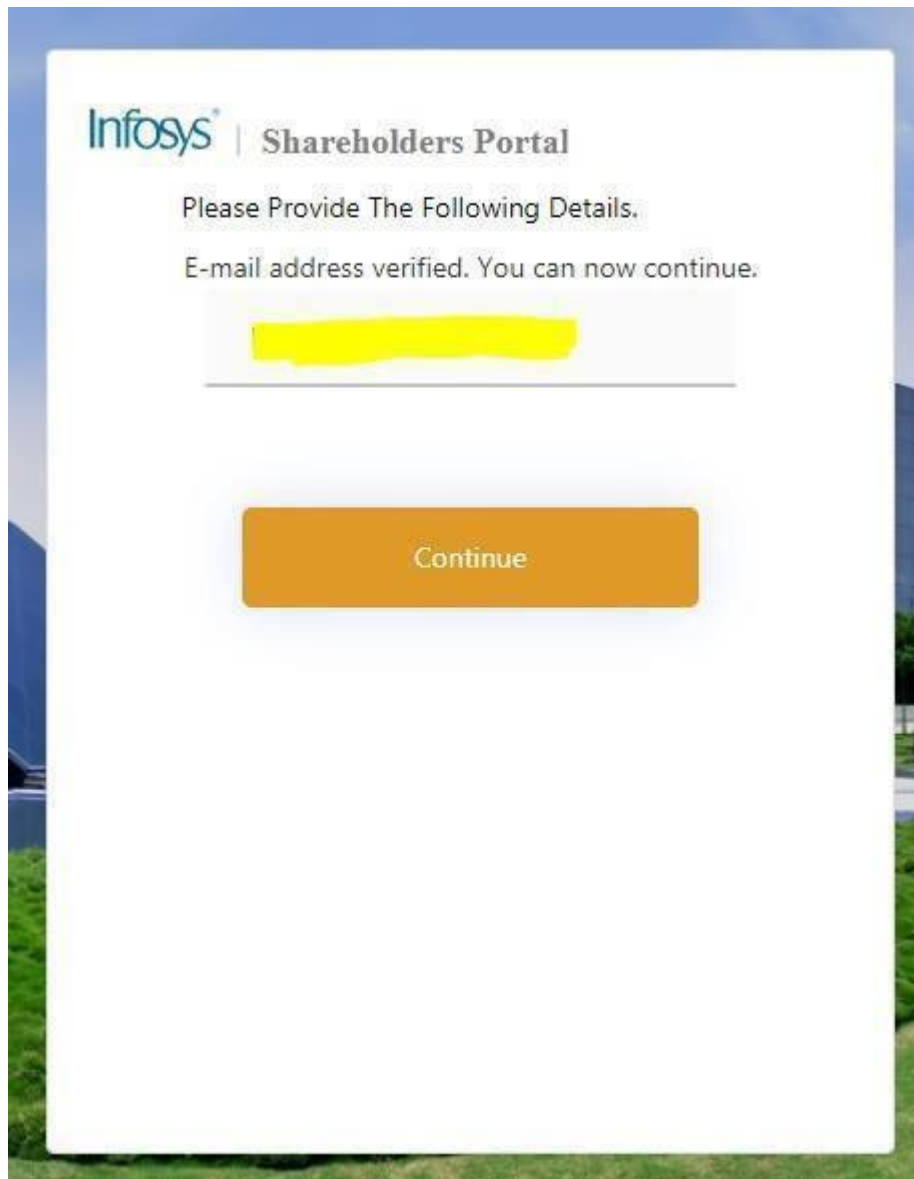 Infosys® | Shareholders Portal
Please Provide The Following Details.
E-mail address verified. You can now continue.
Continue